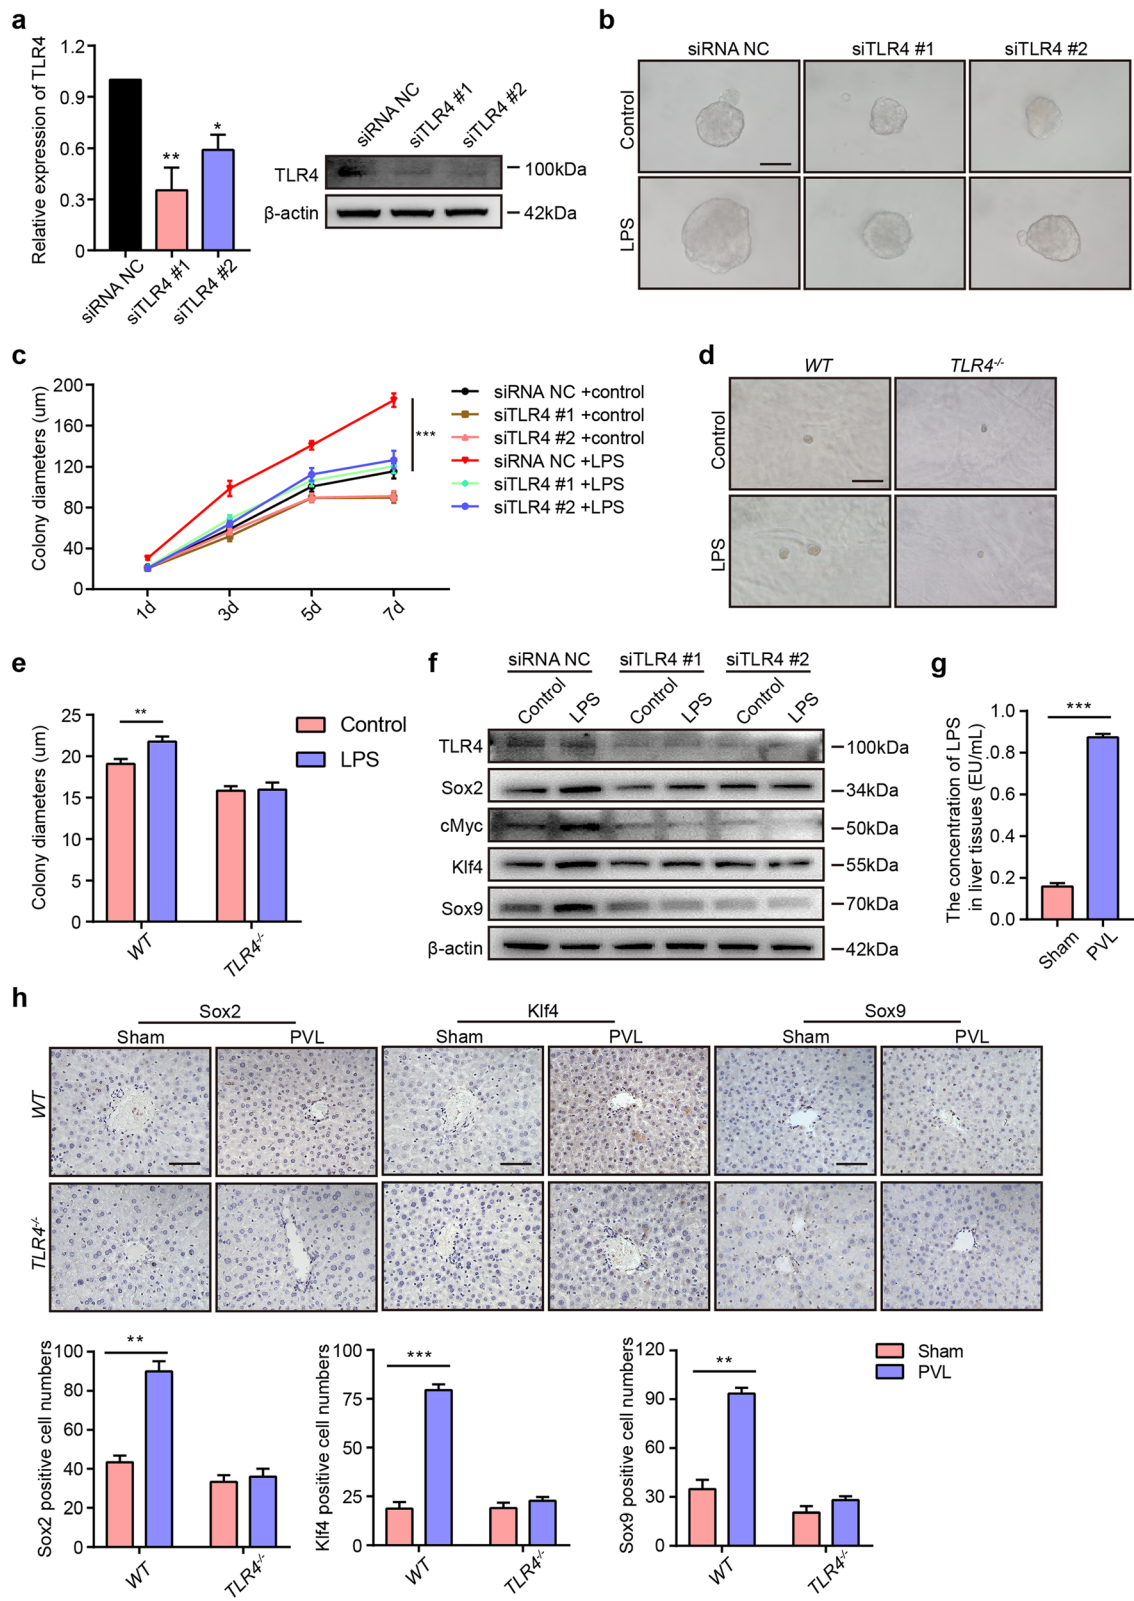 a
Relative expression of TLR4
1.2
0.9
0.6
0.3
0
**
*
siRNA NC
siTLR4 #1
siTLR4 #2
siRNA NC
siTLR4 #1
siTLR4 #2
TLR4
100kDa
β-actin
42kDa
b
siRNA NC
siTLR4 #1
siTLR4 #2
Control
LPS
c
Colony diameters (um)
200
160
120
80
40
0
1d
3d
5d
7d
***
siRNA NC +control
siTLR4 #1 +control
siTLR4 #2 +control
siRNA NC +LPS
siTLR4 #1 +LPS
siTLR4 #2 +LPS
d
WT
TLR4-/-
Control
LPS
e
Colony diameters (um)
25
20
15
10
5
0
**
WT
TLR4-/-
Control
LPS
f
siRNA NC
siTLR4 #1
siTLR4 #2
Control
LPS
Control
LPS
Control
LPS
TLR4
100kDa
Sox2
34kDa
cMyc
50kDa
Klf4
55kDa
Sox9
70kDa
β-actin
42kDa
g
The concentration of LPS
in liver tissues (EU/mL)
1.0
0.8
0.6
0.4
0.2
0.0
***
Sham
PVL
h
Sox2
Klf4
Sox9
Sham
PVL
Sham
PVL
Sham
PVL
WT
TLR4-/-
Sox2 positive cell numbers
100
80
60
40
20
0
**
WT
TLR4-/-
Klf4 positive cell numbers
100
75
50
25
0
***
WT
TLR4-/-
Sox9 positive cell numbers
120
90
60
30
0
**
WT
TLR4-/-
Sham
PVL